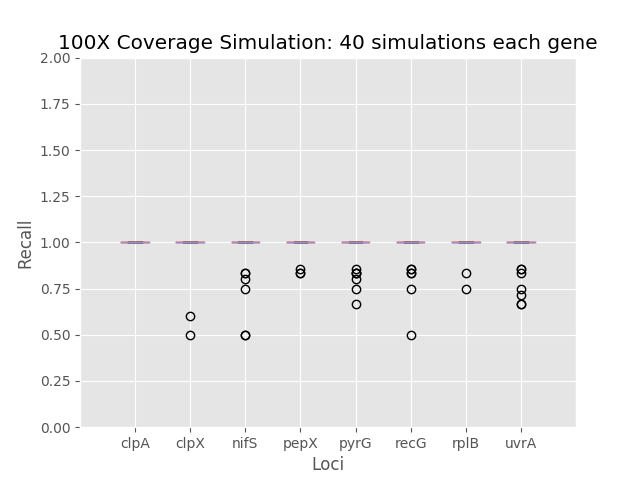 100X Coverage Simulation: 40 simulations each gene
2.00
1.75
1.50
1.25
1.00
0.75
0.50
0.25
0.00
Recall
clpA clpX nifS pepX pyrG recG rplB uvrA
Loci